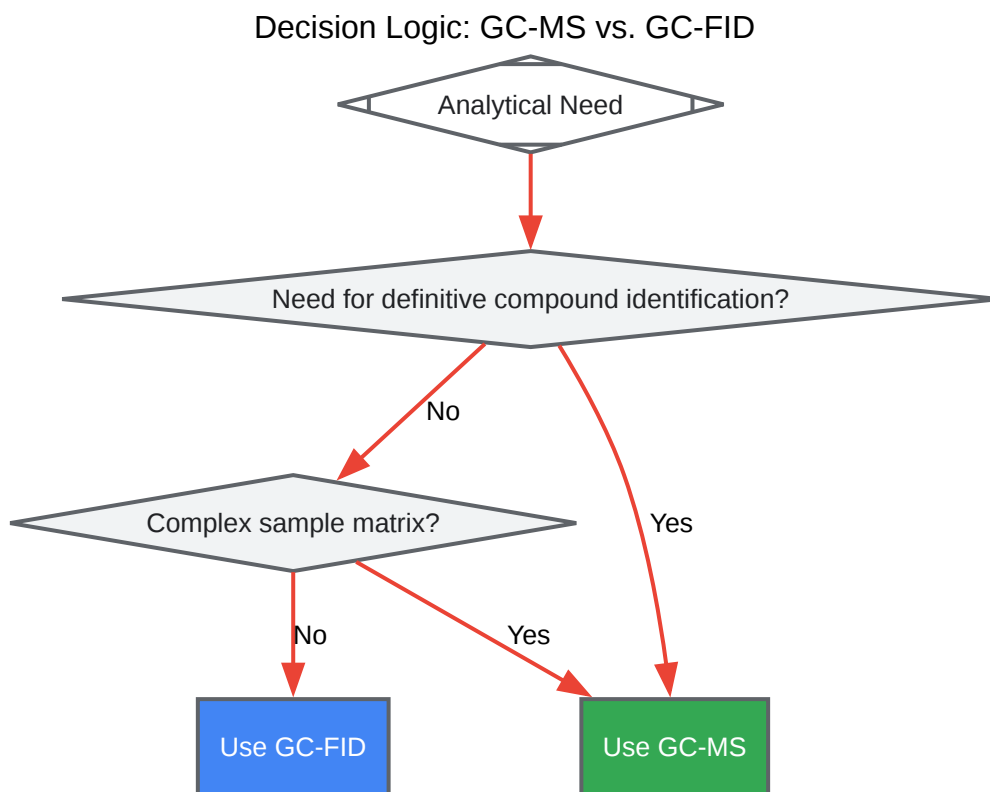 Decision Logic: GC-MS vs. GC-FID
Analytical Need
Need for definitive compound identification?
No
Complex sample matrix?
Yes
No
Yes
Use GC-FID
Use GC-MS